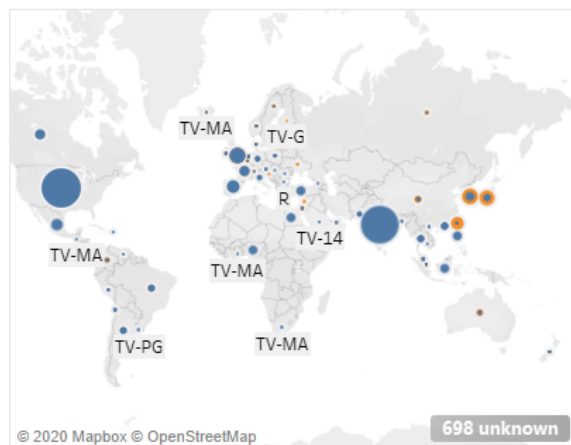 TV-MA
TV-G
R
TV-14
TV-MA
TV-MA
TV-PG
TV-MA
© 2020 Mapbox © OpenStreetMap
698 unknown